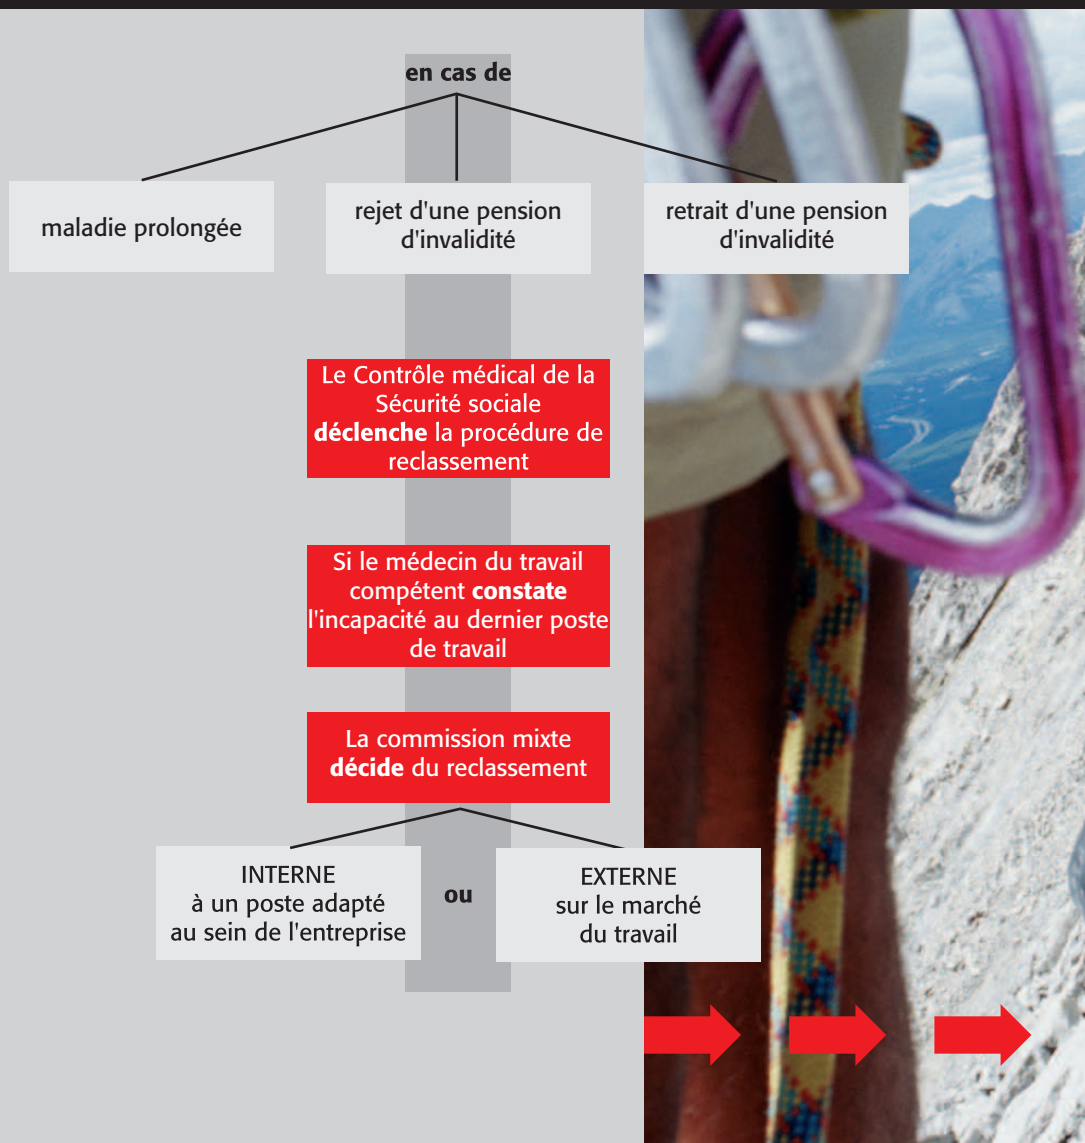 en cas de
maladie prolongée
rejet d'une pension
d'invalidité
retrait d'une pension
d'invalidité
Le Contrôle médical de la
Sécurité sociale
déclenche la procédure de
reclassement
Si le médecin du travail
compétent constate
l'incapacité au dernier poste
de travail
La commission mixte
décide du reclassement
INTERNE
à un poste adapté
au sein de l'entreprise
ou
EXTERNE
sur le marché
du travail